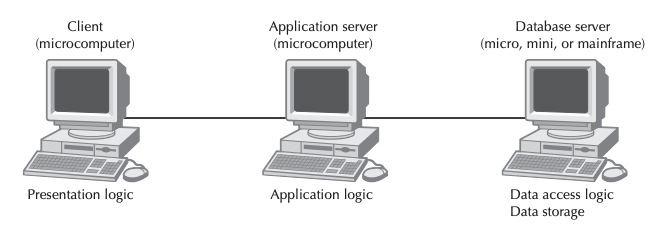 Client
(microcomputer)
Application server
(microcomputer)
Database server
(micro, mini, or mainframe)
Presentation logic
Application logic
Data access logic
Data storage